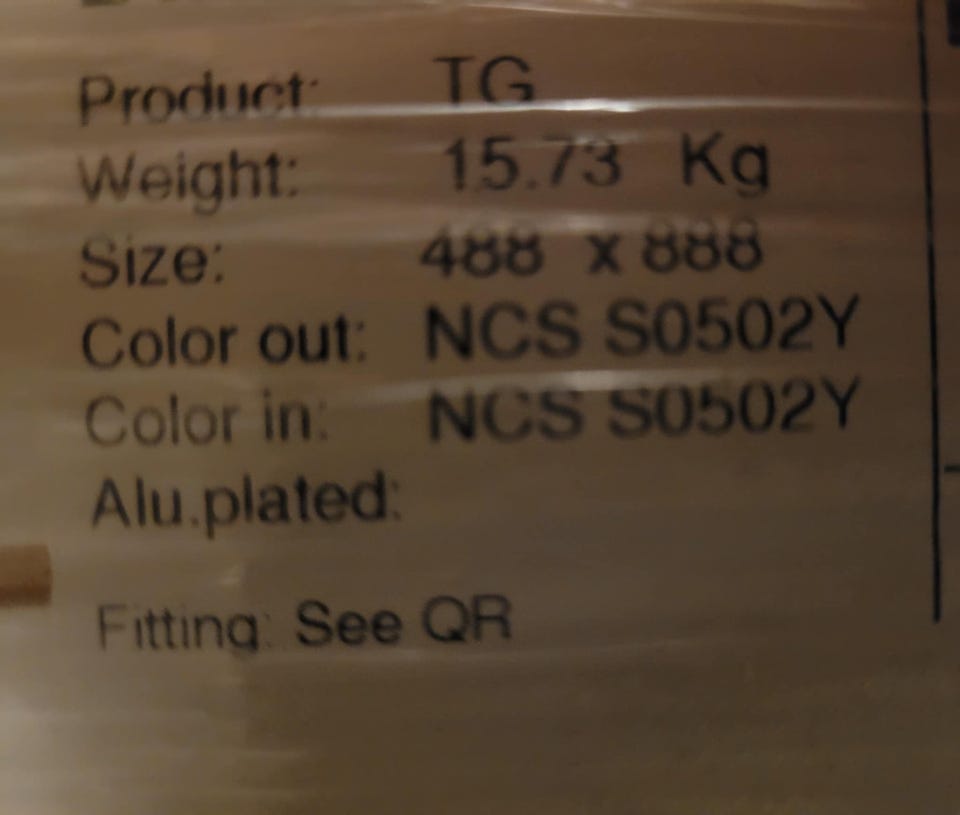 Product: TG
Weight: 15.73 Kg
Size: 488 x 888
Color out: NCS S0502Y
Color in: NCS S0502Y
Alu.plated:
Fitting: See QR